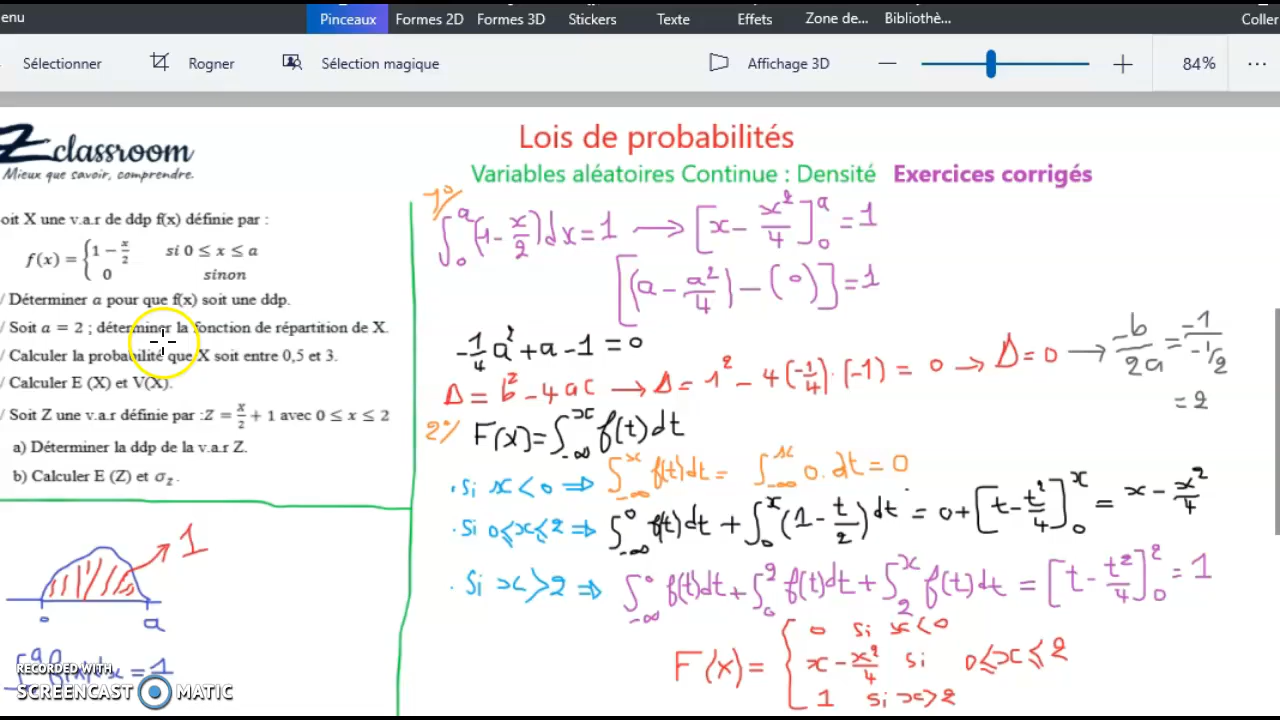 enu
Pinceaux Formes 2D Formes 3D Stickers Texte Effets Zone de... Bibliothè... Coller
Sélectionner Rogner Sélection magique Affichage 3D 84% ...
Zclassroom
Mieux que savoir, comprendre.
Lois de probabilités
Variables aléatoires Continue : Densité Exercices corrigés
oit X une v.a.r de ddp f(x) définie par :
f(x) = { 1 − x/2 si 0 ≤ x ≤ a
0 sinon
/ Déterminer a pour que f(x) soit une ddp.
/ Soit a = 2 ; déterminer la fonction de répartition de X.
/ Calculer la probabilité que X soit entre 0,5 et 3.
/ Calculer E (X) et V(X).
/ Soit Z une v.a.r définie par :Z = x/2 + 1 avec 0 ≤ x ≤ 2
a) Déterminer la ddp de la v.a.r Z.
b) Calculer E (Z) et σz .
1
0 a
= 1
RECORDED WITH
SCREENCAST MATIC
1°/
∫₀ᵃ (1 - x/2) dx = 1 → [x - x²/4]₀ᵃ = 1
[(a - a²/4) - (0)] = 1
-1/4 a² + a - 1 = 0
Δ = b² - 4ac → Δ = 1² - 4(-1/4).(-1) = 0 → Δ = 0 → -b/2a = -1/-1/2
= 2
2°/ F(x) = ∫₋∞ˣ f(t)dt
. Si x < 0 ⇒ ∫₋∞ˣ f(t)dt = ∫₋∞ˣ 0.dt = 0
. Si 0 ≤ x ≤ 2 ⇒ ∫₋∞⁰ f(t)dt + ∫₀ˣ (1 - t/2) dt = 0 + [t - t²/4]₀ˣ = x - x²/4
. Si x > 2 ⇒ ∫₋∞⁰ f(t)dt + ∫₀² f(t)dt + ∫₂ˣ f(t)dt = [t - t²/4]₀² = 1
F(x) = { 0 si x < 0
x - x²/4 si 0 ≤ x ≤ 2
1 si x > 2